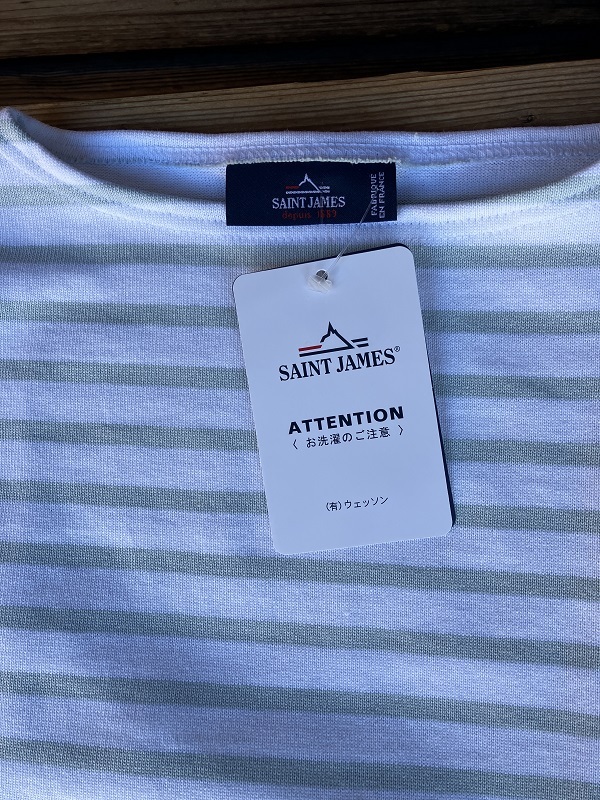 SAINT JAMES
depuis 1889
FABRIQUÉ
EN FRANCE
SAINT JAMES®
ATTENTION
〈 お洗濯のご注意 〉
(有)ウェッソン